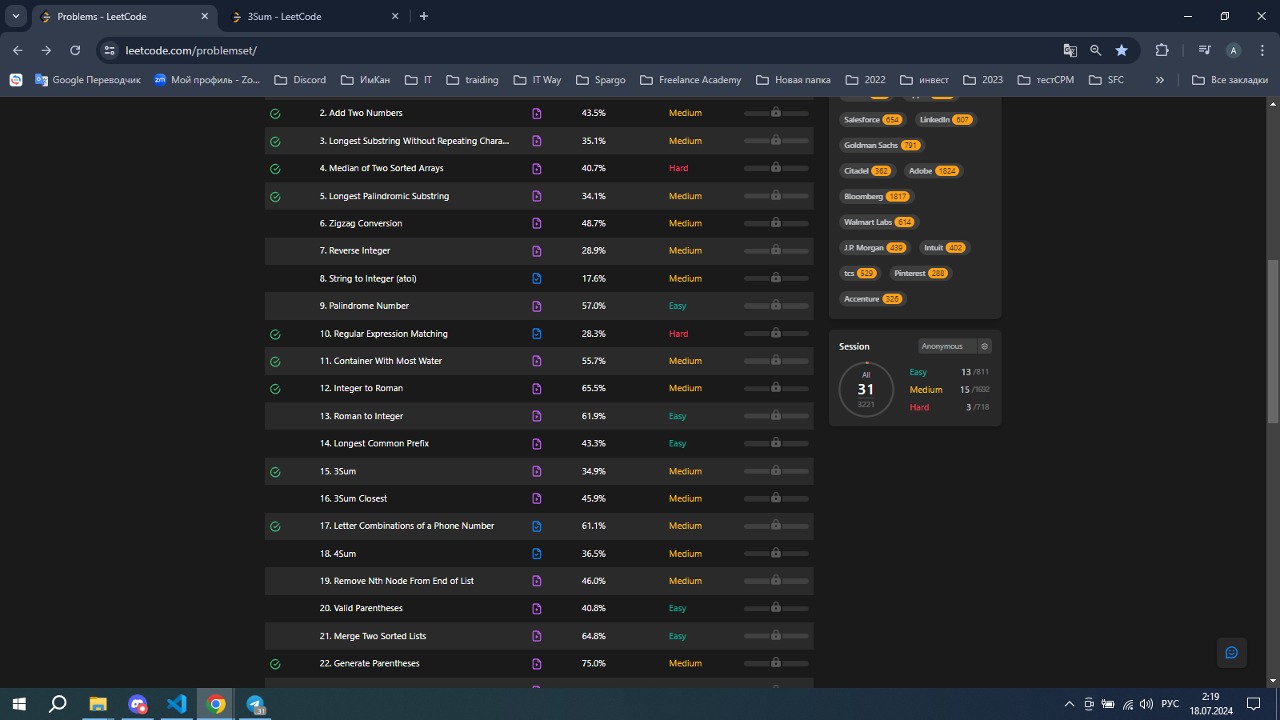 Problems - LeetCode
3Sum - LeetCode
leetcode.com/problemset/
A
Google Переводчик
zm Мой профиль - Zo...
Discord
ИмКан
IT
trading
IT Way
Spargo
Freelance Academy
Новая папка
2022
инвест
2023
тестСРМ
SFC
Все закладки
2. Add Two Numbers 43.5% Medium
3. Longest Substring Without Repeating Chara... 35.1% Medium
4. Median of Two Sorted Arrays 40.7% Hard
5. Longest Palindromic Substring 34.1% Medium
6. Zigzag Conversion 48.7% Medium
7. Reverse Integer 28.9% Medium
8. String to Integer (atoi) 17.6% Medium
9. Palindrome Number 57.0% Easy
10. Regular Expression Matching 28.3% Hard
11. Container With Most Water 55.7% Medium
12. Integer to Roman 65.5% Medium
13. Roman to Integer 61.9% Easy
14. Longest Common Prefix 43.3% Easy
15. 3Sum 34.9% Medium
16. 3Sum Closest 45.9% Medium
17. Letter Combinations of a Phone Number 61.1% Medium
18. 4Sum 36.5% Medium
19. Remove Nth Node From End of List 46.0% Medium
20. Valid Parentheses 40.8% Easy
21. Merge Two Sorted Lists 64.8% Easy
22. Generate Parentheses 75.0% Medium
Salesforce 654 LinkedIn 607
Goldman Sachs 791
Citadel 362 Adobe 1824
Bloomberg 1817
Walmart Labs 614
J.P. Morgan 439 Intuit 402
tcs 529 Pinterest 288
Accenture 326
Session Anonymous
All
31
3221
Easy 13 /811
Medium 15 /1692
Hard 3 /718
31
РУС
2:19
18.07.2024